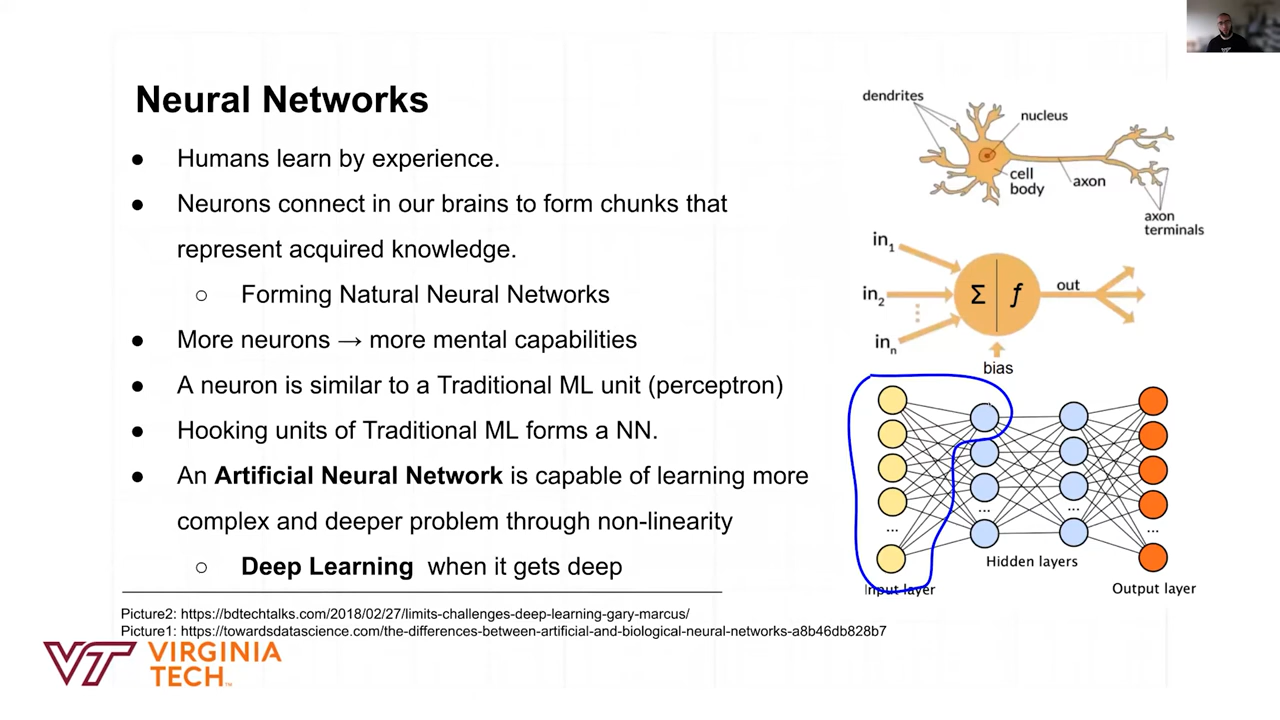 Neural Networks
● Humans learn by experience.
● Neurons connect in our brains to form chunks that
represent acquired knowledge.
○ Forming Natural Neural Networks
● More neurons → more mental capabilities
● A neuron is similar to a Traditional ML unit (perceptron)
● Hooking units of Traditional ML forms a NN.
● An Artificial Neural Network is capable of learning more
complex and deeper problem through non-linearity
○ Deep Learning when it gets deep
Picture2: https://bdtechtalks.com/2018/02/27/limits-challenges-deep-learning-gary-marcus/
Picture1: https://towardsdatascience.com/the-differences-between-artificial-and-biological-neural-networks-a8b46db828b7
VT VIRGINIA
TECH™
dendrites
nucleus
cell
body
axon
axon
terminals
in1
in2
inn
Σ f
out
bias
...
...
...
...
Hidden layers
Input layer
Output layer